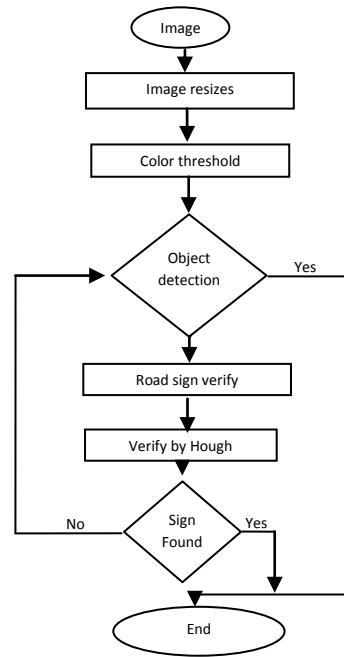 Image
Image resizes
Color threshold
Object
detection
Yes
Road sign verify
Verify by Hough
No
Sign
Found
Yes
End